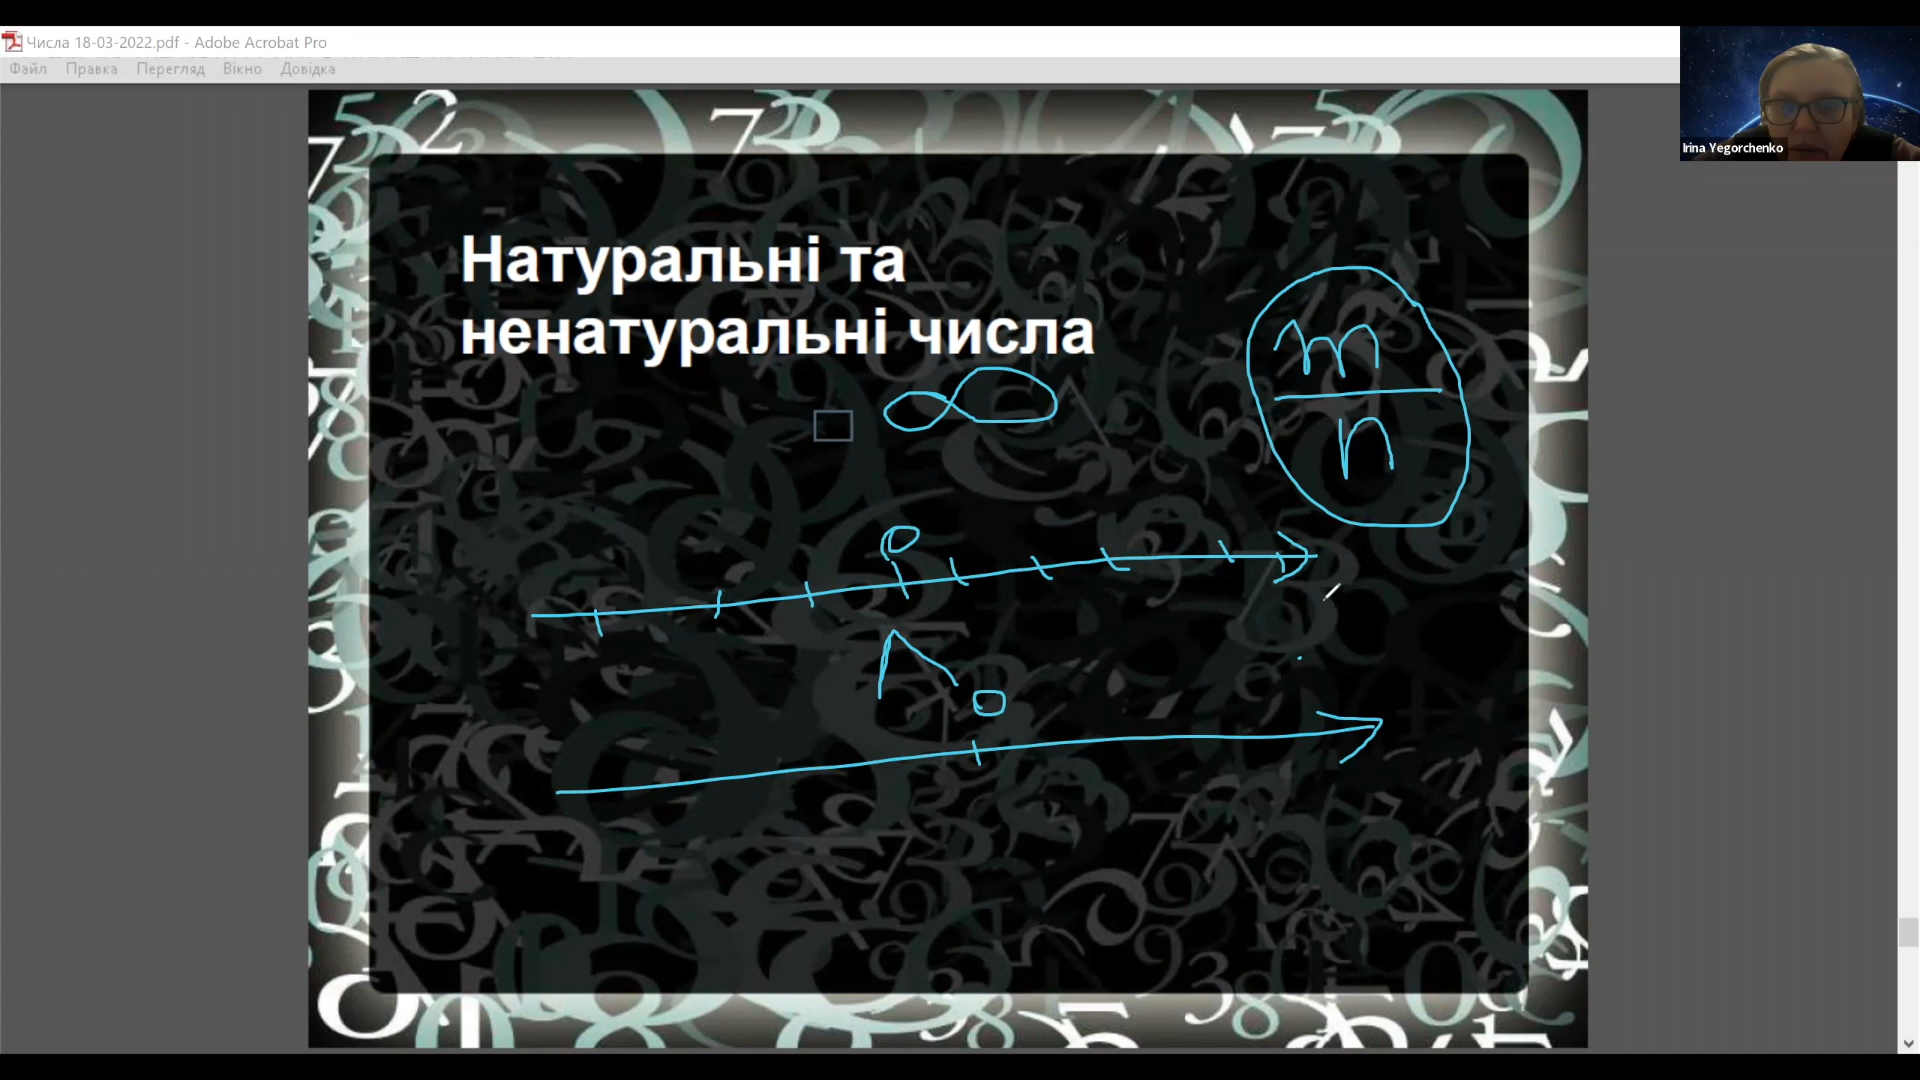 Числа 18-03-2022.pdf - Adobe Acrobat Pro
Файл Правка Перегляд Вікно Довідка
Irina Yegorchenko
Натуральні та
ненатуральні числа
∞
m
n
0
0